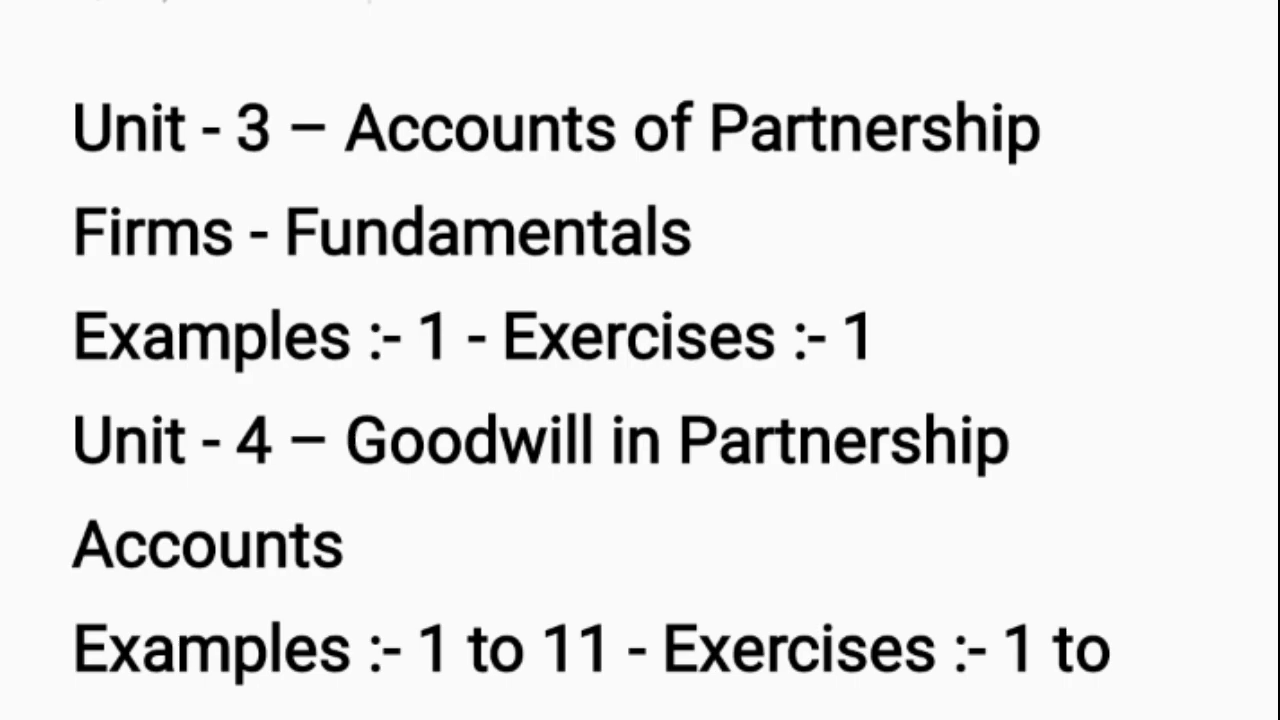 Unit - 3 – Accounts of Partnership
Firms - Fundamentals
Examples :- 1 - Exercises :- 1
Unit - 4 – Goodwill in Partnership
Accounts
Examples :- 1 to 11 - Exercises :- 1 to